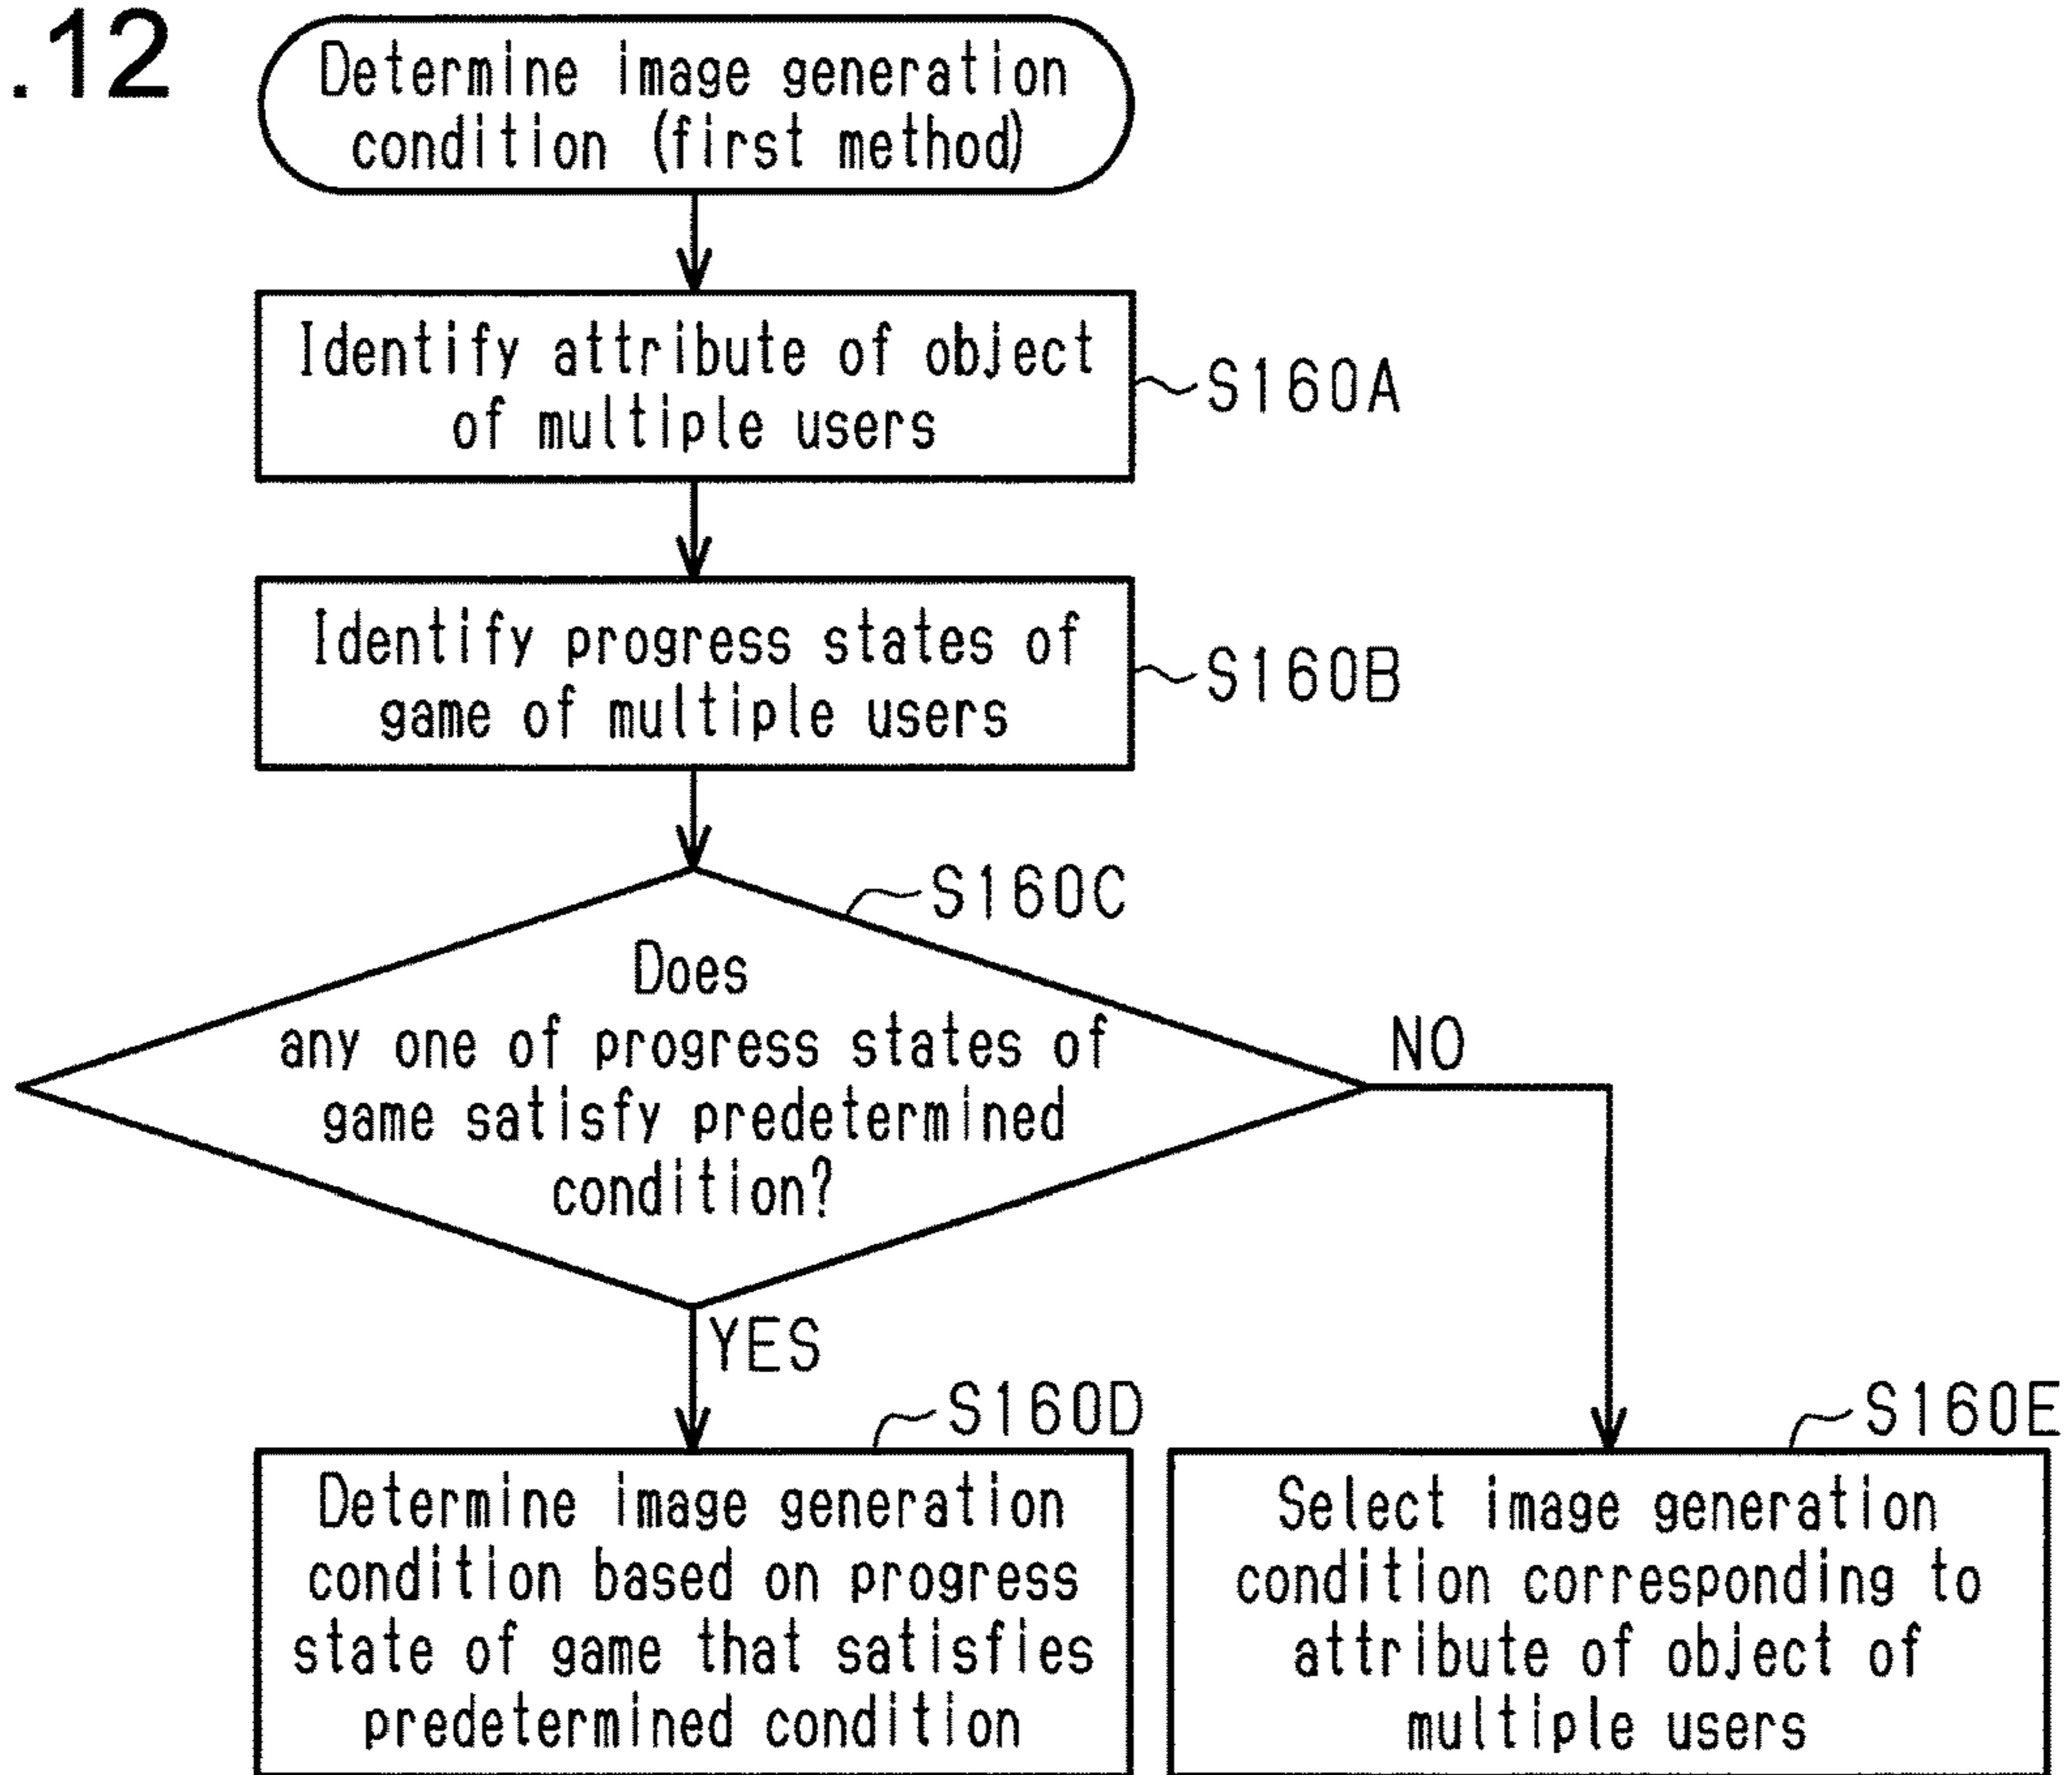 .12
Determine image generation
condition (first method)
Identify attribute of object
of multiple users
S160A
Identify progress states of
game of multiple users
S160B
S160C
Does
any one of progress states of
game satisfy predetermined
condition?
NO
YES
S160D
Determine image generation
condition based on progress
state of game that satisfies
predetermined condition
S160E
Select image generation
condition corresponding to
attribute of object of
multiple users